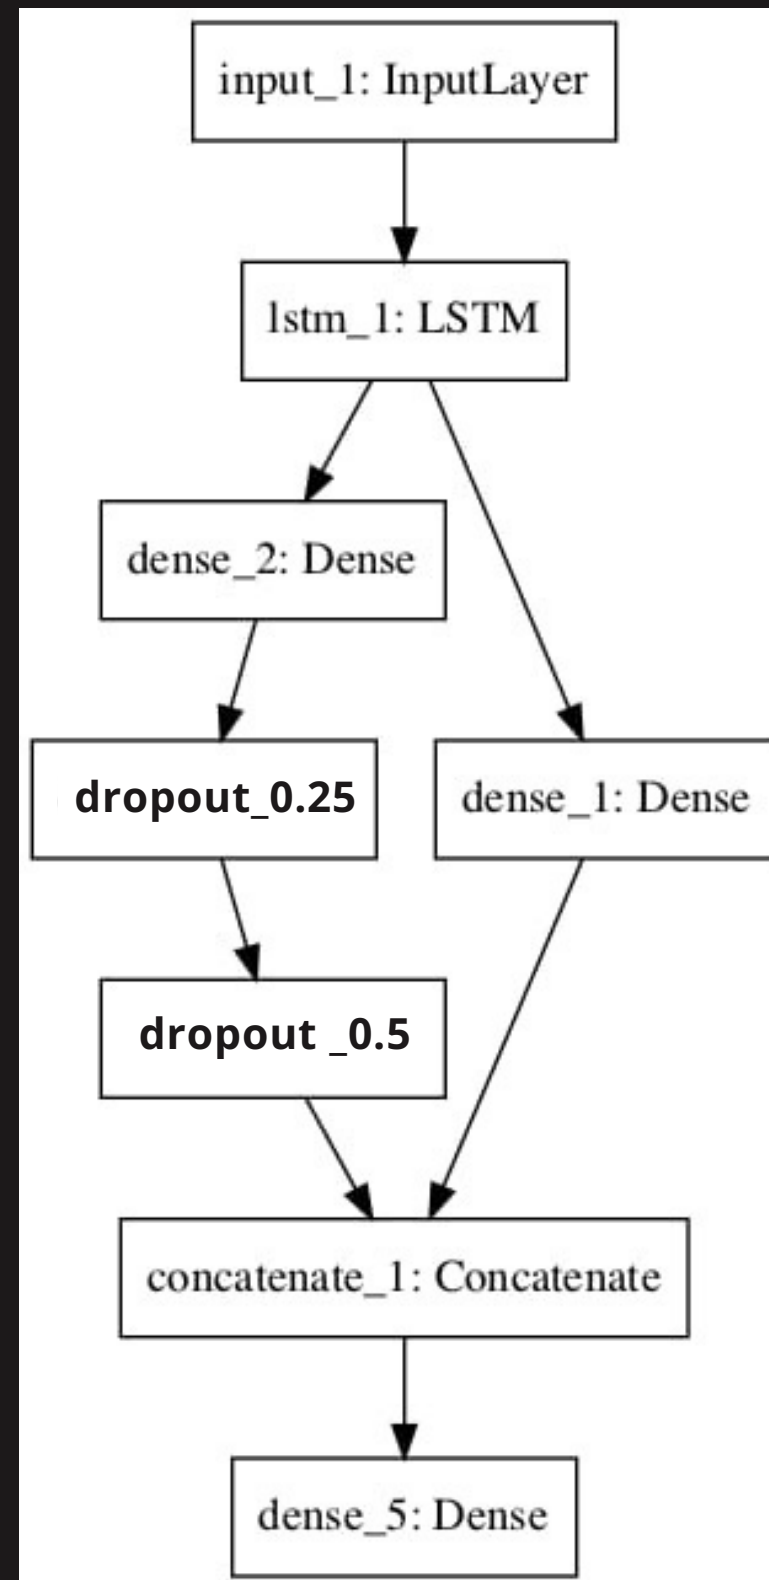 input_1: InputLayer
lstm_1: LSTM
dense_2: Dense
dropout_0.25
dense_1: Dense
dropout _0.5
concatenate_1: Concatenate
dense_5: Dense